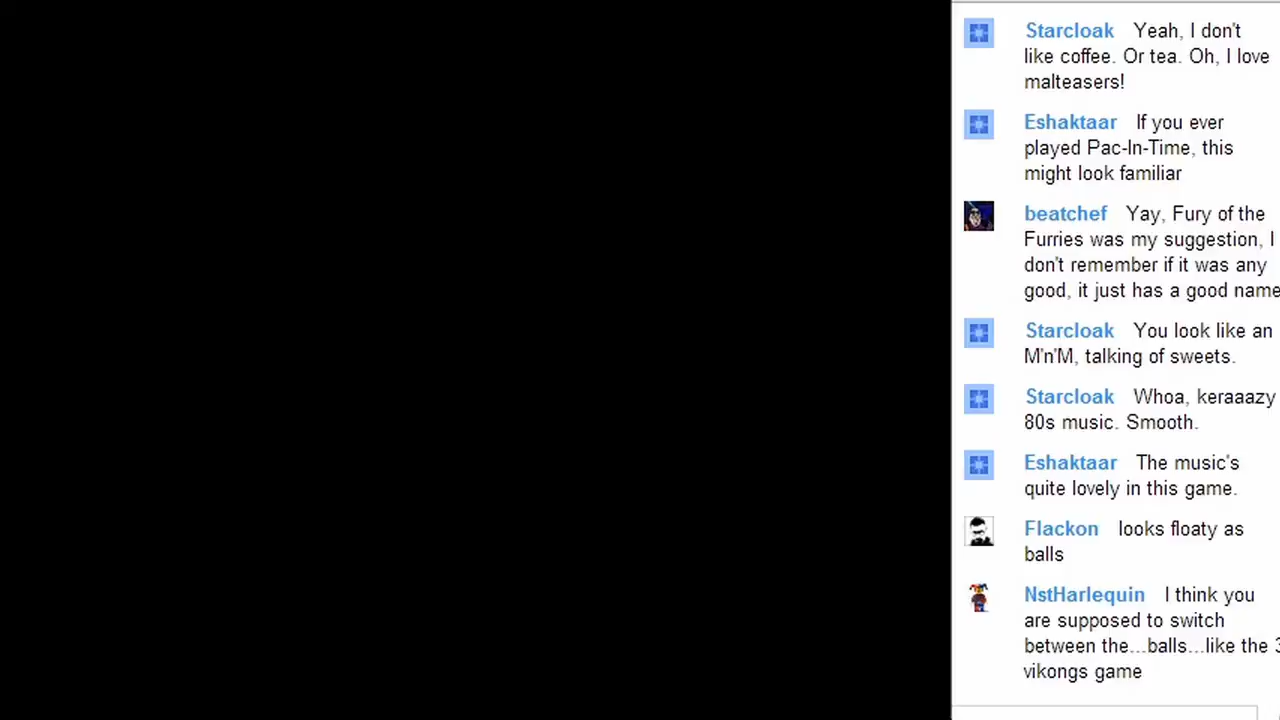 Starcloak Yeah, I don't
like coffee. Or tea. Oh, I love
malteasers!
Eshaktaar If you ever
played Pac-In-Time, this
might look familiar
beatchef Yay, Fury of the
Furries was my suggestion, I
don't remember if it was any
good, it just has a good name
Starcloak You look like an
M'n'M, talking of sweets.
Starcloak Whoa, keraaazy
80s music. Smooth.
Eshaktaar The music's
quite lovely in this game.
Flackon looks floaty as
balls
NstHarlequin I think you
are supposed to switch
between the...balls...like the 3
vikongs game